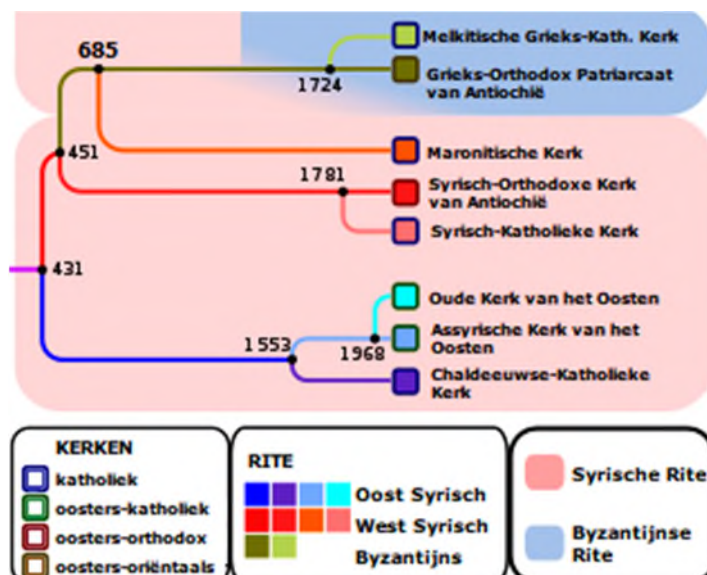 Melkitische Grieks-Kath. Kerk
685
1724
Grieks-Orthodox Patriarcaat
van Antiochië
451
Maronitische Kerk
1781
Syrisch-Orthodoxe Kerk
van Antiochië
Syrisch-Katholieke Kerk
431
Oude Kerk van het Oosten
1553
1968
Assyrische Kerk van het
Oosten
Chaldeeuwse-Katholieke
Kerk
KERKEN
katholiek
oosters-katholiek
oosters-orthodox
oosters-oriëntaals
RITE
Oost Syrisch
West Syrisch
Byzantijns
Syrische Rite
Byzantijnse
Rite